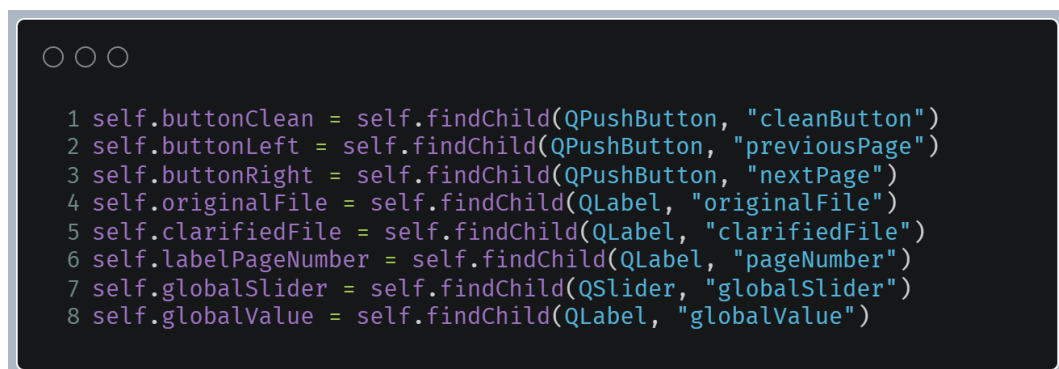 1 self.buttonClean = self.findChild(QPushButton, "cleanButton")
2 self.buttonLeft = self.findChild(QPushButton, "previousPage")
3 self.buttonRight = self.findChild(QPushButton, "nextPage")
4 self.originalFile = self.findChild(QLabel, "originalFile")
5 self.clarifiedFile = self.findChild(QLabel, "clarifiedFile")
6 self.labelPageNumber = self.findChild(QLabel, "pageNumber")
7 self.globalSlider = self.findChild(QSlider, "globalSlider")
8 self.globalValue = self.findChild(QLabel, "globalValue")